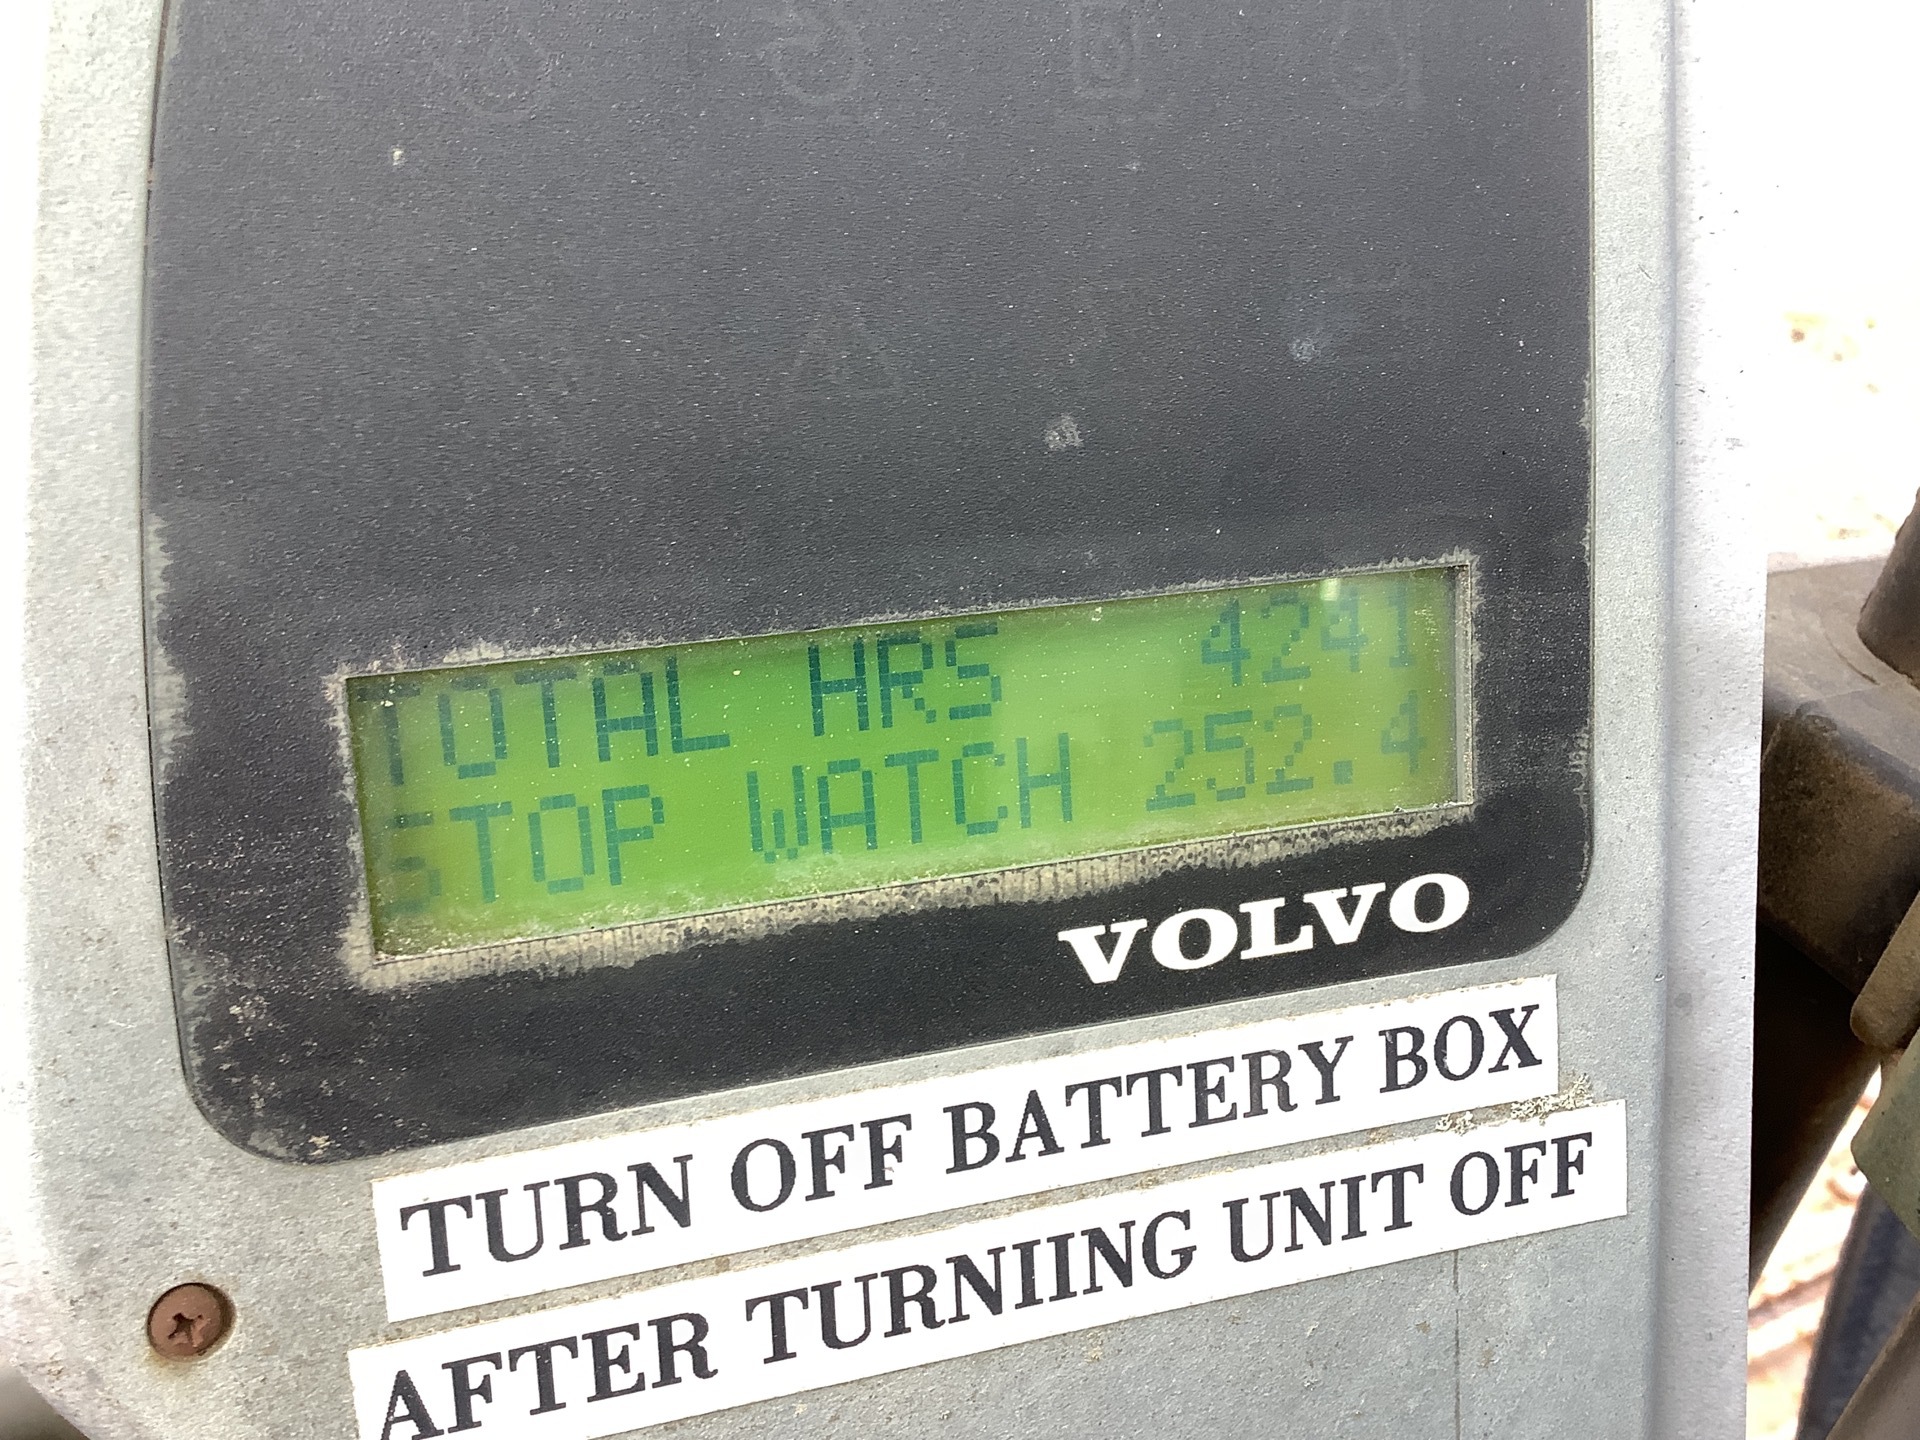 TOTAL HRS 4241
STOP WATCH 252.4
VOLVO
TURN OFF BATTERY BOX
AFTER TURNIING UNIT OFF